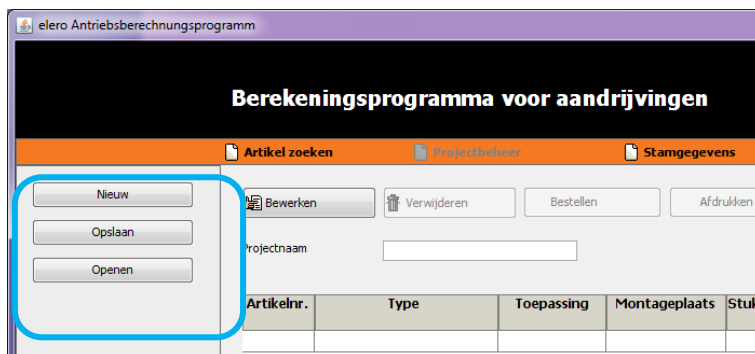 elero Antriebsberechnungsprogramm
Berekeningsprogramma voor aandrijvingen
Artikel zoeken Projectbeheer Stamgegevens
Nieuw Bewerken Verwijderen Bestellen Afdrukken
Opslaan
Projectnaam
Openen
Artikelnr. Type Toepassing Montageplaats Stuk